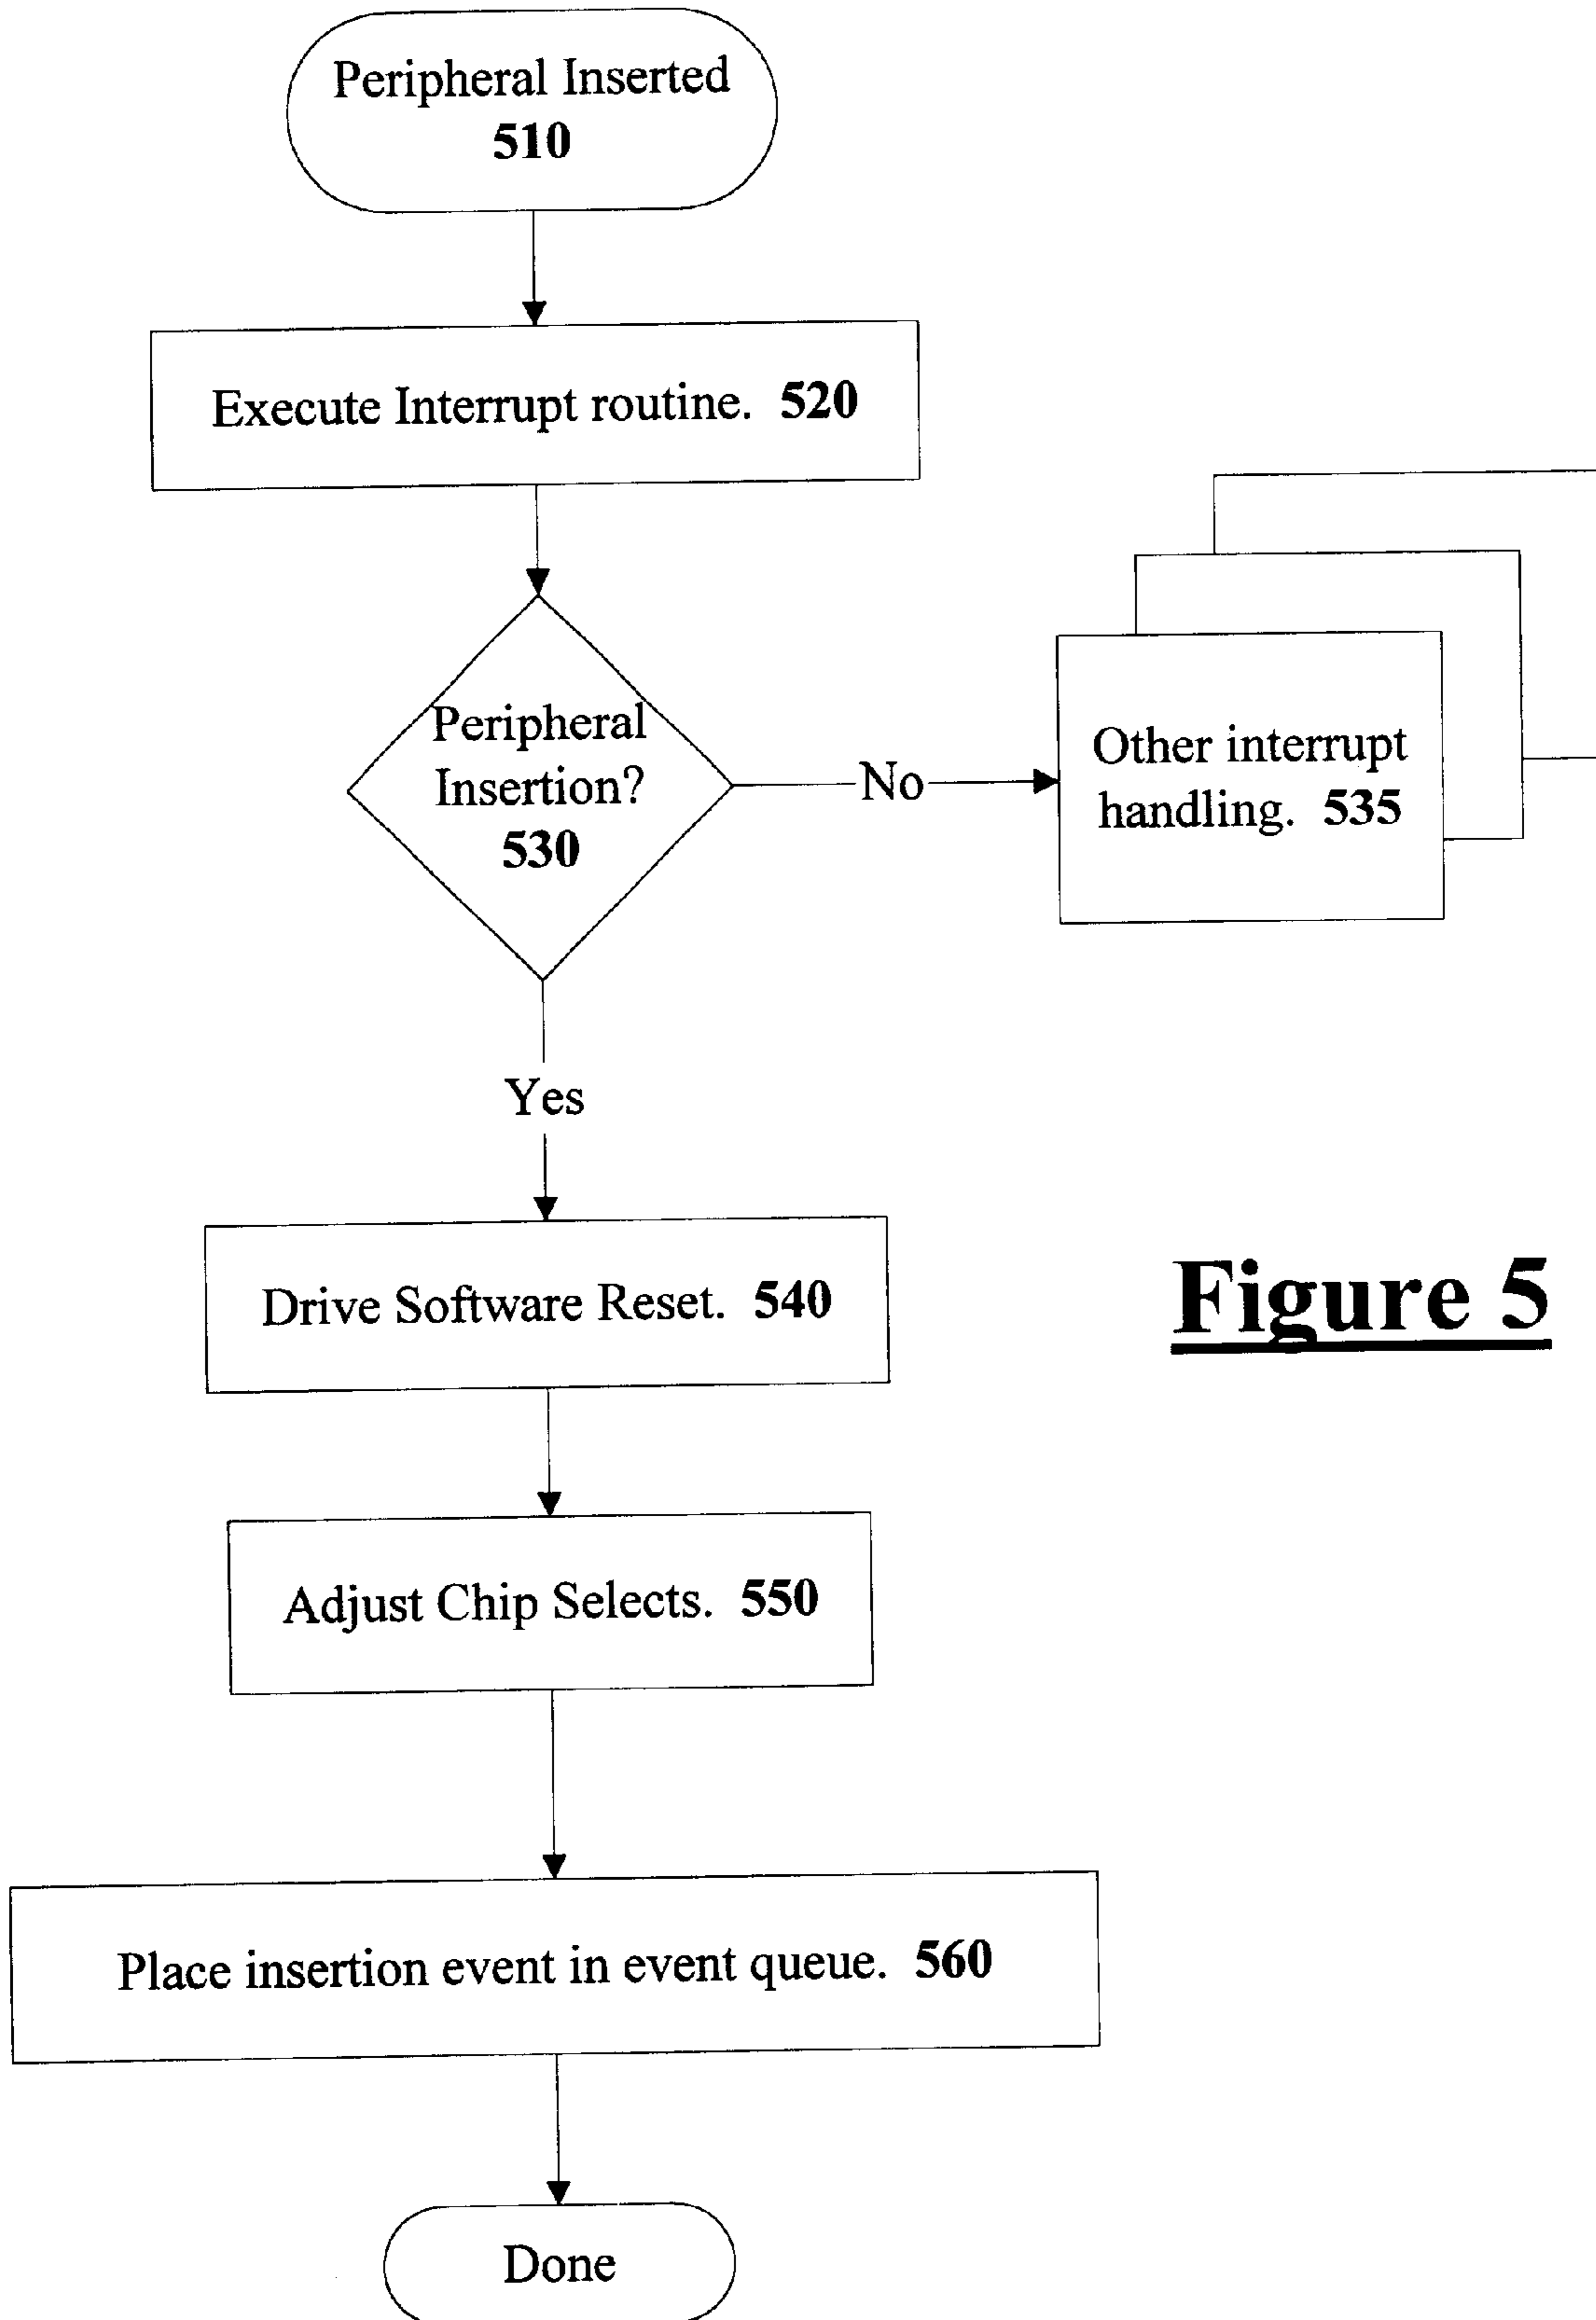 Peripheral Inserted
510
Execute Interrupt routine. 520
Peripheral
Insertion?
530
No
Other interrupt
handling. 535
Yes
Drive Software Reset. 540
Figure 5
Adjust Chip Selects. 550
Place insertion event in event queue. 560
Done